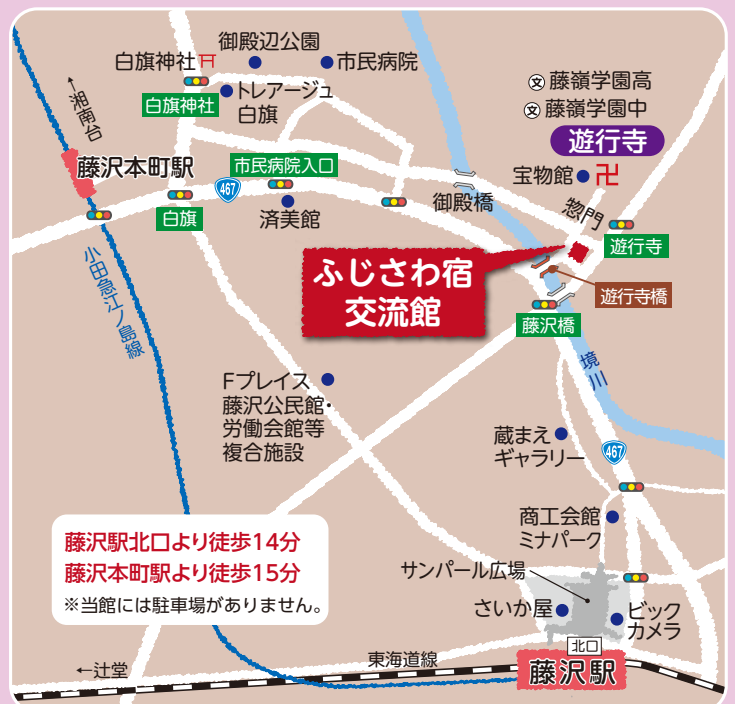 御殿辺公園
白旗神社
市民病院
←湘南台
トレアージュ
白旗
白旗神社
文 藤嶺学園高
文 藤嶺学園中
遊行寺
宝物館
藤沢本町駅
市民病院入口
467
白旗
済美館
御殿橋
惣門
遊行寺
小田急江ノ島線
ふじさわ宿
交流館
遊行寺橋
藤沢橋
境川
Fプレイス
藤沢公民館・
労働会館等
複合施設
蔵まえ
ギャラリー
467
商工会館
ミナパーク
藤沢駅北口より徒歩14分
藤沢本町駅より徒歩15分
※当館には駐車場がありません。
サンパール広場
さいか屋
ビック
カメラ
北口
藤沢駅
東海道線
←辻堂